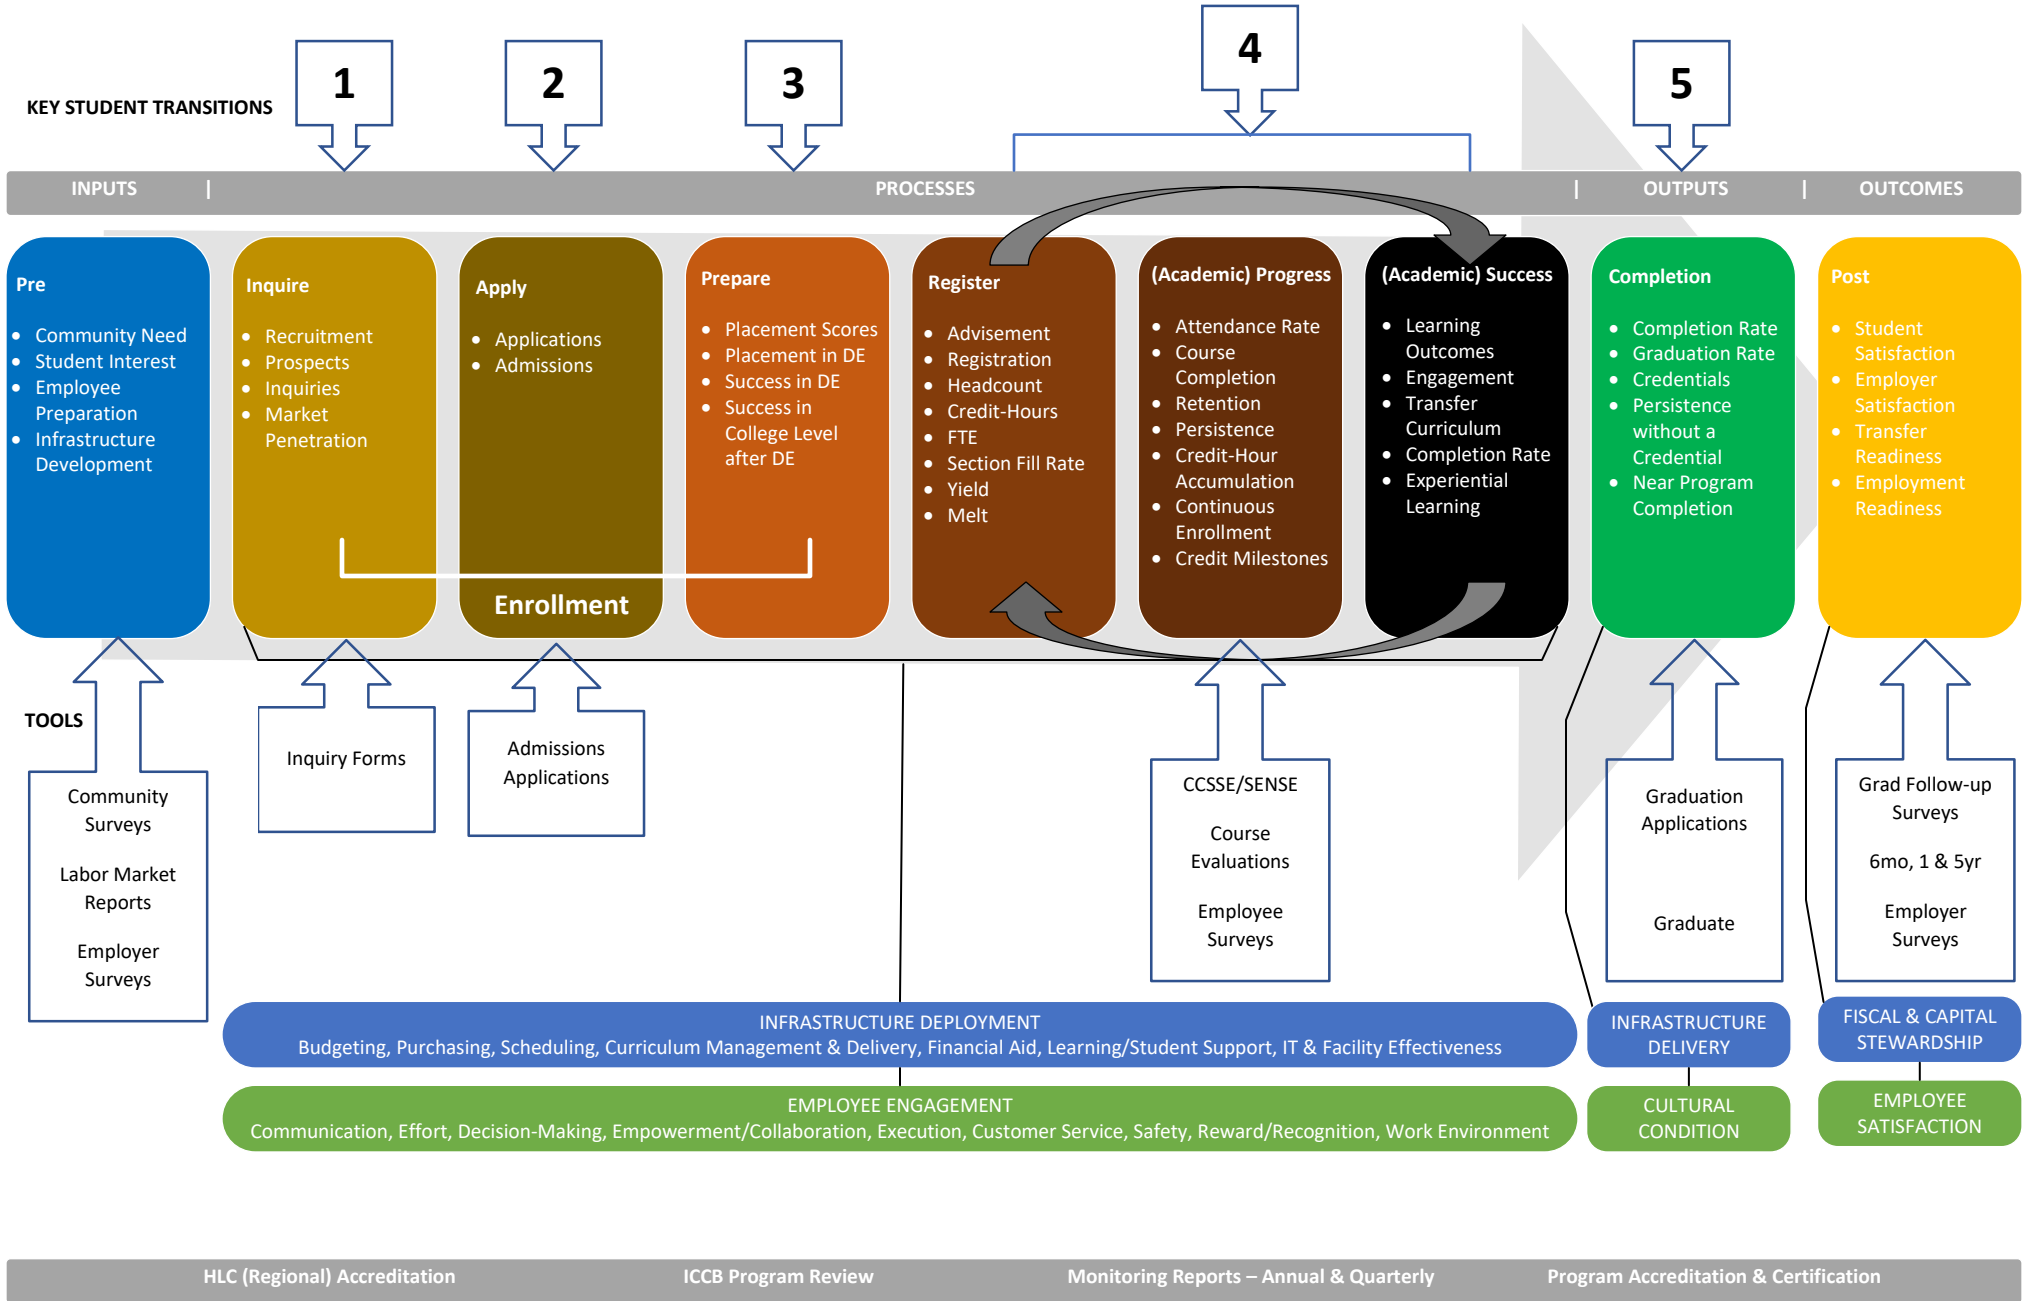 1
2
3
4
5
KEY STUDENT TRANSITIONS
INPUTS | PROCESSES | OUTPUTS | OUTCOMES
Pre
• Community Need
• Student Interest
• Employee
Preparation
• Infrastructure
Development
Inquire
• Recruitment
• Prospects
• Inquiries
• Market
Penetration
Apply
• Applications
• Admissions
Prepare
• Placement Scores
• Placement in DE
• Success in DE
• Success in
College Level
after DE
Enrollment
Register
• Advisement
• Registration
• Headcount
• Credit-Hours
• FTE
• Section Fill Rate
• Yield
• Melt
(Academic) Progress
• Attendance Rate
• Course
Completion
• Retention
• Persistence
• Credit-Hour
Accumulation
• Continuous
Enrollment
• Credit Milestones
(Academic) Success
• Learning
Outcomes
• Engagement
• Transfer
Curriculum
• Completion Rate
• Experiential
Learning
Completion
• Completion Rate
• Graduation Rate
• Credentials
• Persistence
without a
Credential
• Near Program
Completion
Post
• Student
Satisfaction
• Employer
Satisfaction
• Transfer
Readiness
• Employment
Readiness
TOOLS
Community
Surveys
Labor Market
Reports
Employer
Surveys
Inquiry Forms
Admissions
Applications
CCSSE/SENSE
Course
Evaluations
Employee
Surveys
Graduation
Applications
Graduate
Grad Follow-up
Surveys
6mo, 1 & 5yr
Employer
Surveys
INFRASTRUCTURE DEPLOYMENT
Budgeting, Purchasing, Scheduling, Curriculum Management & Delivery, Financial Aid, Learning/Student Support, IT & Facility Effectiveness
INFRASTRUCTURE
DELIVERY
FISCAL & CAPITAL
STEWARDSHIP
EMPLOYEE ENGAGEMENT
Communication, Effort, Decision-Making, Empowerment/Collaboration, Execution, Customer Service, Safety, Reward/Recognition, Work Environment
CULTURAL
CONDITION
EMPLOYEE
SATISFACTION
HLC (Regional) Accreditation ICCB Program Review Monitoring Reports – Annual & Quarterly Program Accreditation & Certification